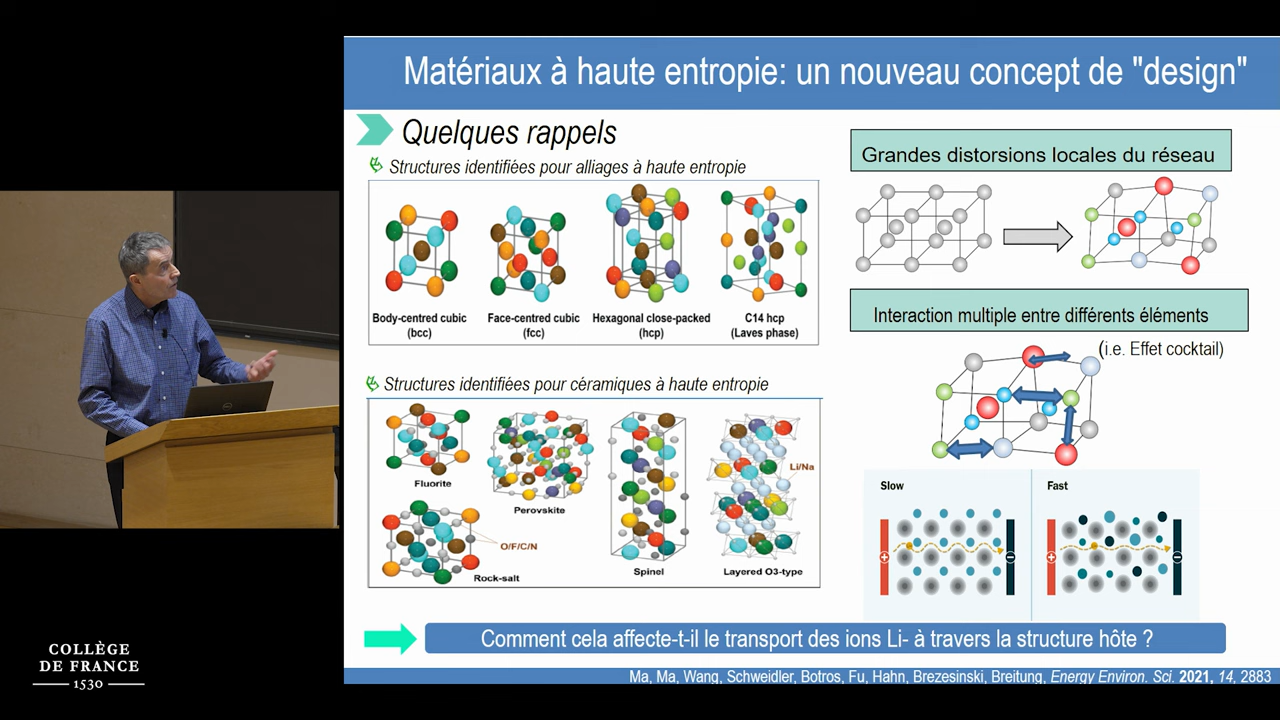 Matériaux à haute entropie: un nouveau concept de "design"
Quelques rappels
Structures identifiées pour alliages à haute entropie
Body-centred cubic
(bcc)
Face-centred cubic
(fcc)
Hexagonal close-packed
(hcp)
C14 hcp
(Laves phase)
Structures identifiées pour céramiques à haute entropie
Fluorite
Perovskite
O/F/C/N
Rock-salt
Spinel
Li/Na
Layered O3-type
Grandes distorsions locales du réseau
Interaction multiple entre différents éléments
(i.e. Effet cocktail)
Slow
+
−
Fast
+
−
Comment cela affecte-t-il le transport des ions Li- à travers la structure hôte ?
Ma, Ma, Wang, Schweidler, Botros, Fu, Hahn, Brezesinski, Breitung, Energy Environ. Sci. 2021, 14, 2883
COLLÈGE
DE FRANCE
1530